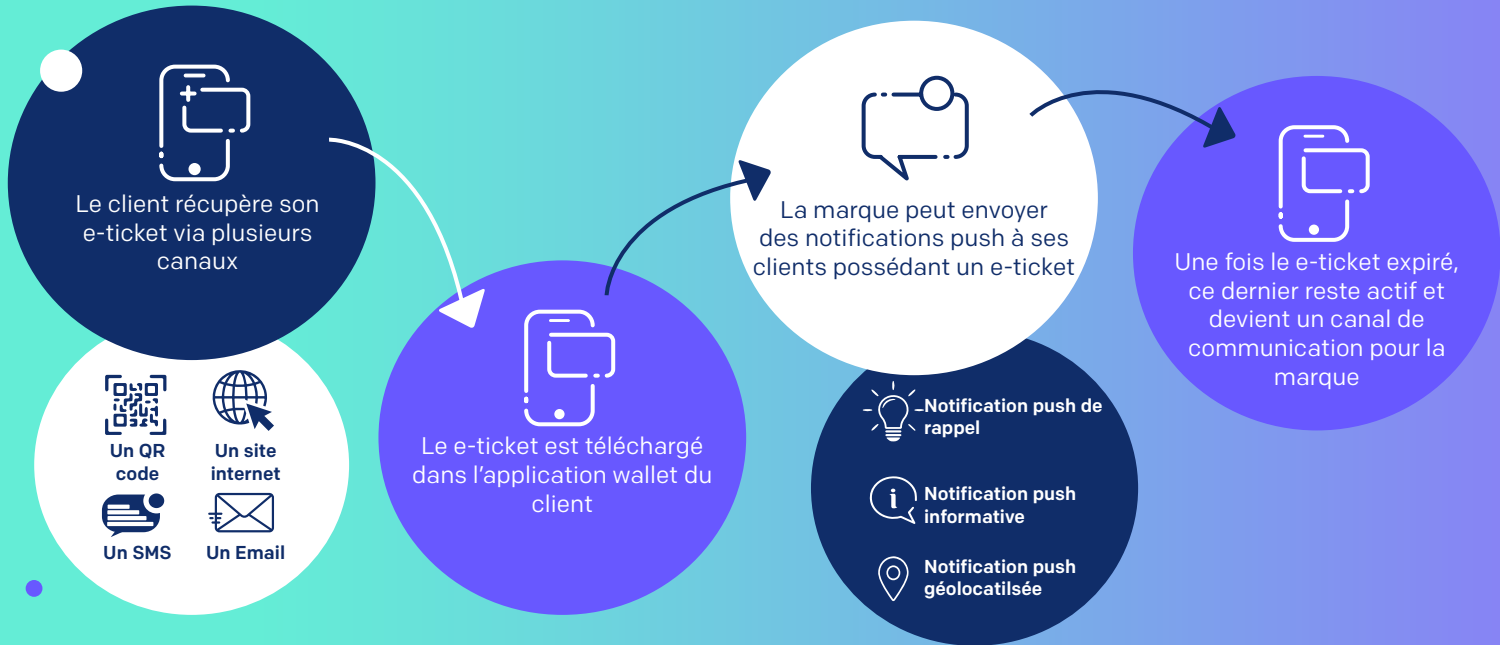 Le client récupère son
e-ticket via plusieurs
canaux
Un QR
code
Un site
internet
Un SMS
Un Email
Le e-ticket est téléchargé
dans l'application wallet du
client
La marque peut envoyer
des notifications push à ses
clients possédant un e-ticket
Notification push de
rappel
i
Notification push
informative
Notification push
géolocatilsée
Une fois le e-ticket expiré,
ce dernier reste actif et
devient un canal de
communication pour la
marque